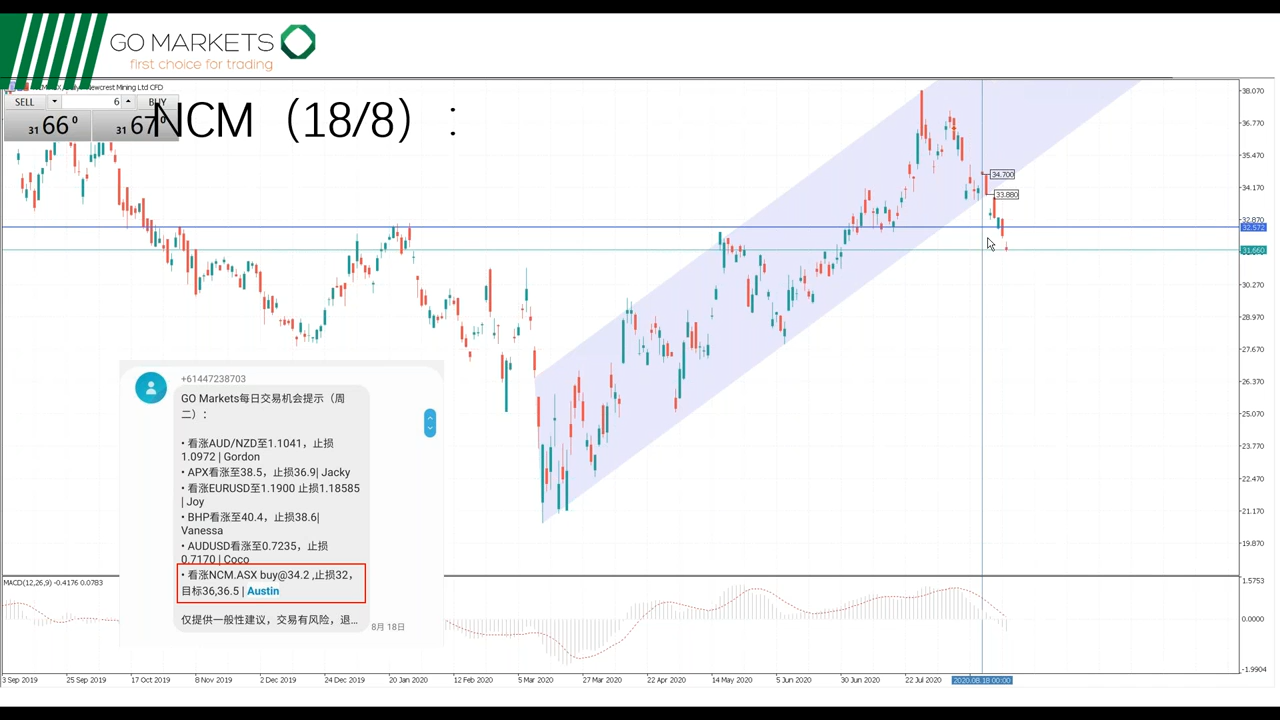 GO MARKETS
first choice for trading
Newcrest Mining Ltd CFD
SELL 6 BUY
31 66 0 31 67 0
NCM（18/8）：
38.070
36.770
35.470
34.700
34.170
33.880
32.870
32.572
31.660
30.270
28.970
27.670
26.370
25.070
23.770
22.470
21.170
19.870
+61447238703
GO Markets每日交易机会提示（周
二）：
• 看涨AUD/NZD至1.1041，止损
1.0972 | Gordon
• APX看涨至38.5，止损36.9| Jacky
• 看涨EURUSD至1.1900 止损1.18585
| Joy
• BHP看涨至40.4，止损38.6|
Vanessa
• AUDUSD看涨至0.7235，止损
0.7170 | Coco
• 看涨NCM.ASX buy@34.2 ,止损32，
目标36,36.5 | Austin
仅提供一般性建议，交易有风险，退...
8月 18日
MACD(12,26,9) -0.4176 0.0783
1.5753
0.0000
-1.9904
3 Sep 2019 25 Sep 2019 17 Oct 2019 8 Nov 2019 2 Dec 2019 24 Dec 2019 20 Jan 2020 12 Feb 2020 5 Mar 2020 27 Mar 2020 22 Apr 2020 14 May 2020 5 Jun 2020 30 Jun 2020 22 Jul 2020 2020.08.18 00:00